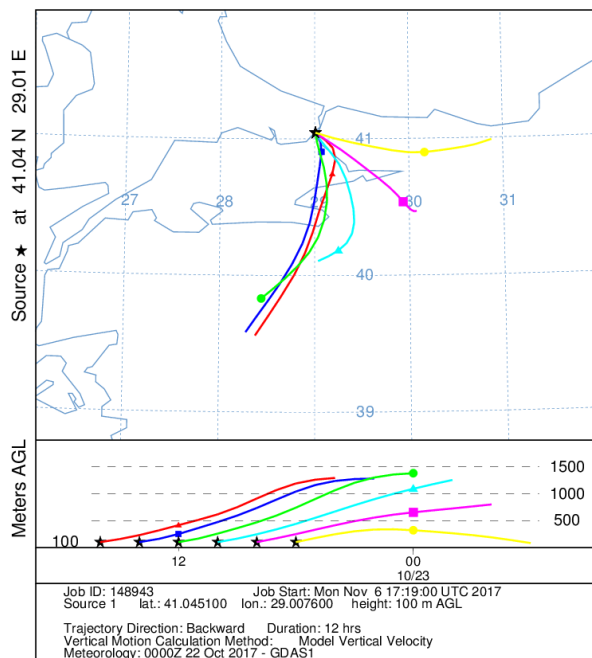 Source ★ at 41.04 N 29.01 E
41
27
28
29
30
31
40
39
Meters AGL
1500
1000
500
100
12
00
10/23
Job ID: 148943 Job Start: Mon Nov 6 17:19:00 UTC 2017
Source 1 lat.: 41.045100 lon.: 29.007600 height: 100 m AGL
Trajectory Direction: Backward Duration: 12 hrs
Vertical Motion Calculation Method: Model Vertical Velocity
Meteorology: 0000Z 22 Oct 2017 - GDAS1